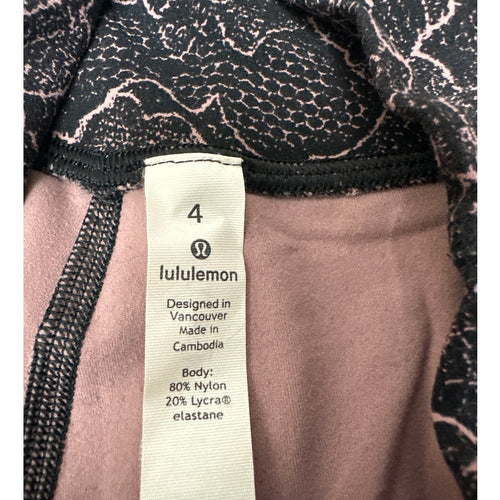 4
lululemon
Designed in
Vancouver
Made in
Cambodia
Body:
80% Nylon
20% Lycra®
elastane